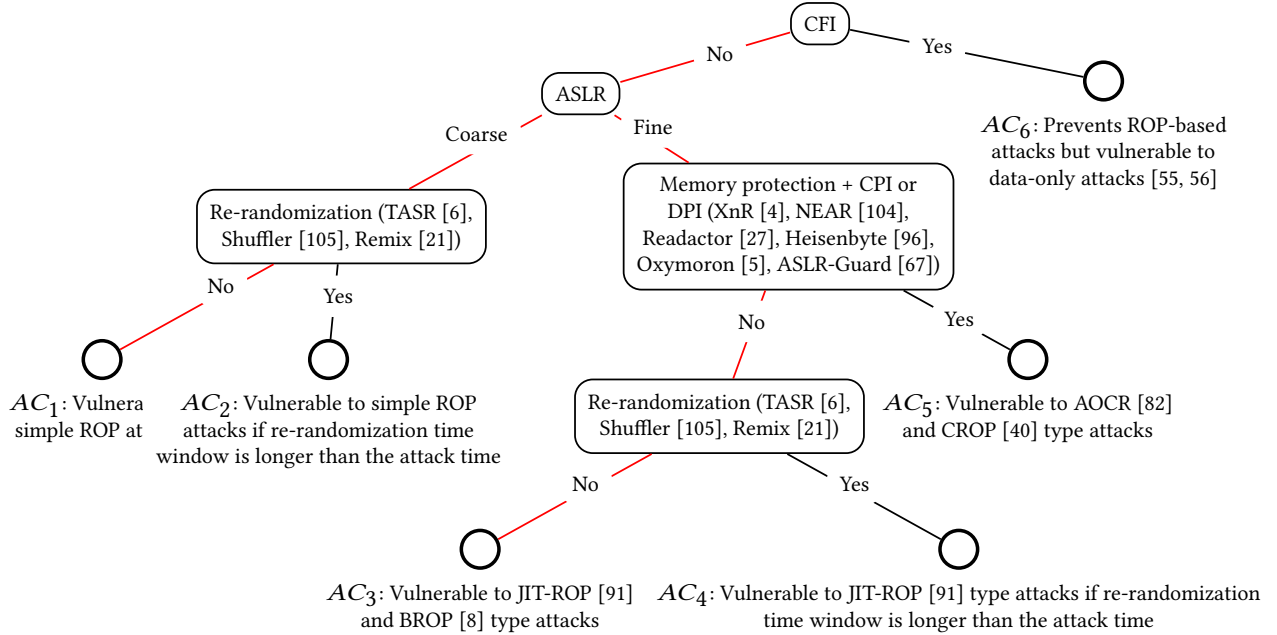 CFI
No
Yes
ASLR
Coarse
Fine
AC6: Prevents ROP-based
attacks but vulnerable to
data-only attacks [55, 56]
Re-randomization (TASR [6],
Shuffler [105], Remix [21])
Memory protection + CPI or
DPI (XnR [4], NEAR [104],
Readactor [27], Heisenbyte [96],
Oxymoron [5], ASLR-Guard [67])
No
Yes
No
Yes
AC1: Vulnera
simple ROP at
AC2: Vulnerable to simple ROP
attacks if re-randomization time
window is longer than the attack time
Re-randomization (TASR [6],
Shuffler [105], Remix [21])
AC5: Vulnerable to AOCR [82]
and CROP [40] type attacks
No
Yes
AC3: Vulnerable to JIT-ROP [91]
and BROP [8] type attacks
AC4: Vulnerable to JIT-ROP [91] type attacks if re-randomization
time window is longer than the attack time